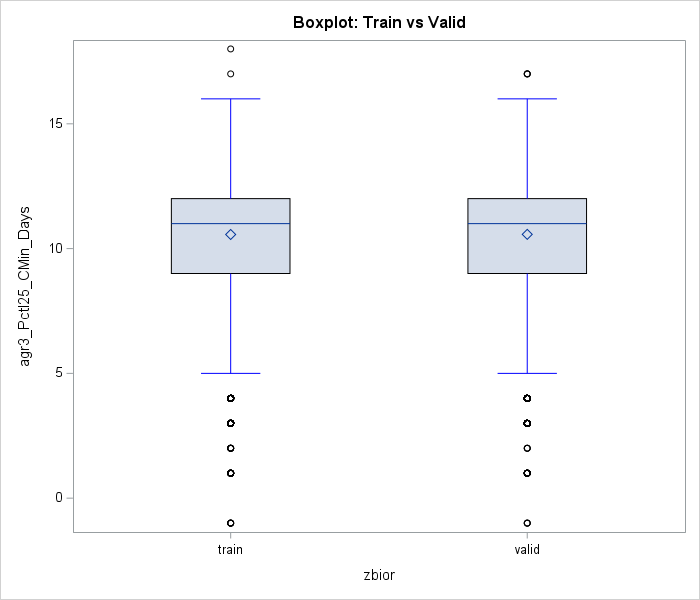 Boxplot: Train vs Valid
15
10
5
0
agr3_Pctl25_CMin_Days
train
valid
zbior